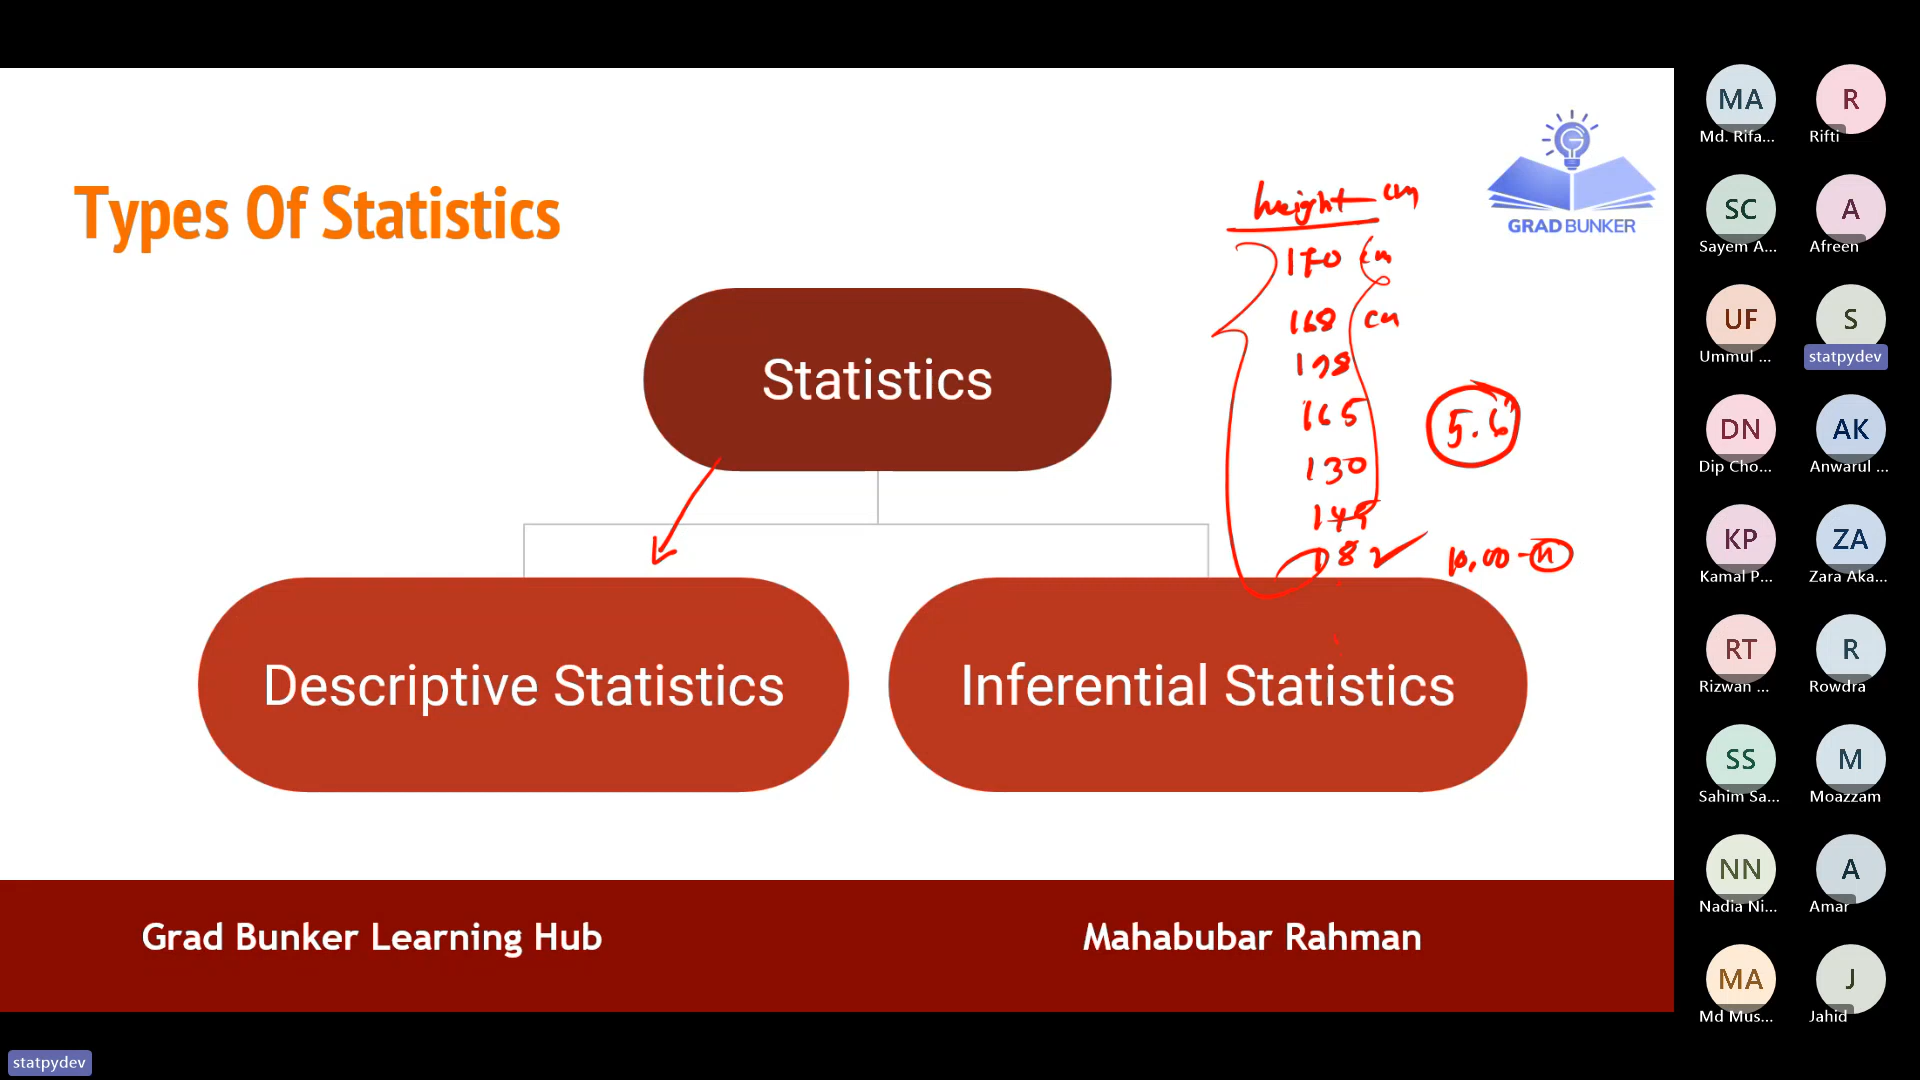 Types Of Statistics
GRAD BUNKER
height cm
170 cm
168 cm
178
165
130
5.6
Statistics
10,00 - n
Descriptive Statistics
Inferential Statistics
Grad Bunker Learning Hub
Mahabubar Rahman
MA
Md. Rifa...
R
Rifti
SC
Sayem A...
A
Afreen
UF
Ummul ...
S
statpydev
DN
Dip Cho...
AK
Anwarul ...
KP
Kamal P...
ZA
Zara Aka...
RT
Rizwan ...
R
Rowdra
SS
Sahim Sa...
M
Moazzam
NN
Nadia Ni...
A
Amar
MA
Md Mus...
J
Jahid
statpydev